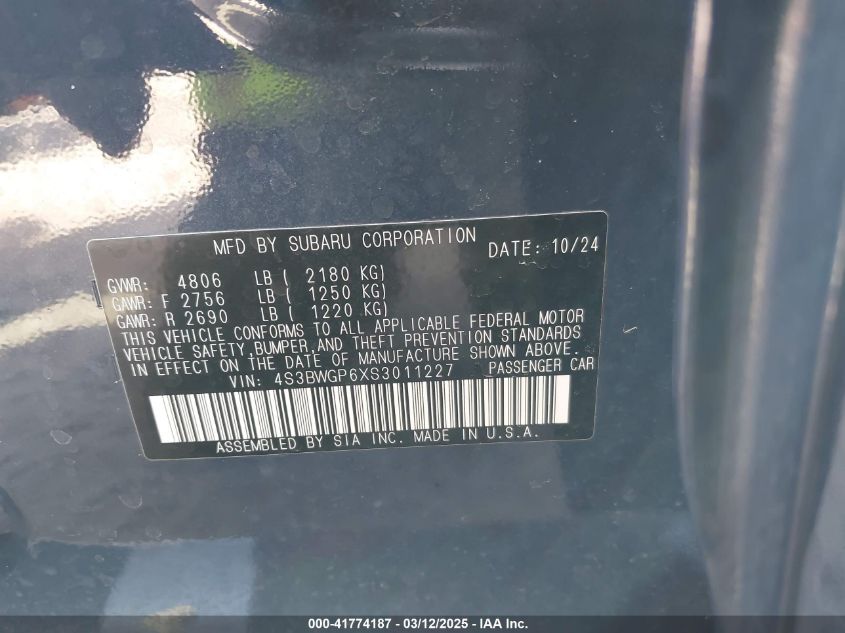 MFD BY SUBARU CORPORATION DATE: 10/24
GVWR: 4806 LB ( 2180 KG)
GAWR: F 2756 LB ( 1250 KG)
GAWR: R 2690 LB ( 1220 KG)
THIS VEHICLE CONFORMS TO ALL APPLICABLE FEDERAL MOTOR
VEHICLE SAFETY,BUMPER,AND THEFT PREVENTION STANDARDS
IN EFFECT ON THE DATE OF MANUFACTURE SHOWN ABOVE.
VIN: 4S3BWGP6XS3011227 PASSENGER CAR
ASSEMBLED BY SIA INC. MADE IN U.S.A.
000-41774187 - 03/12/2025 - IAA Inc.